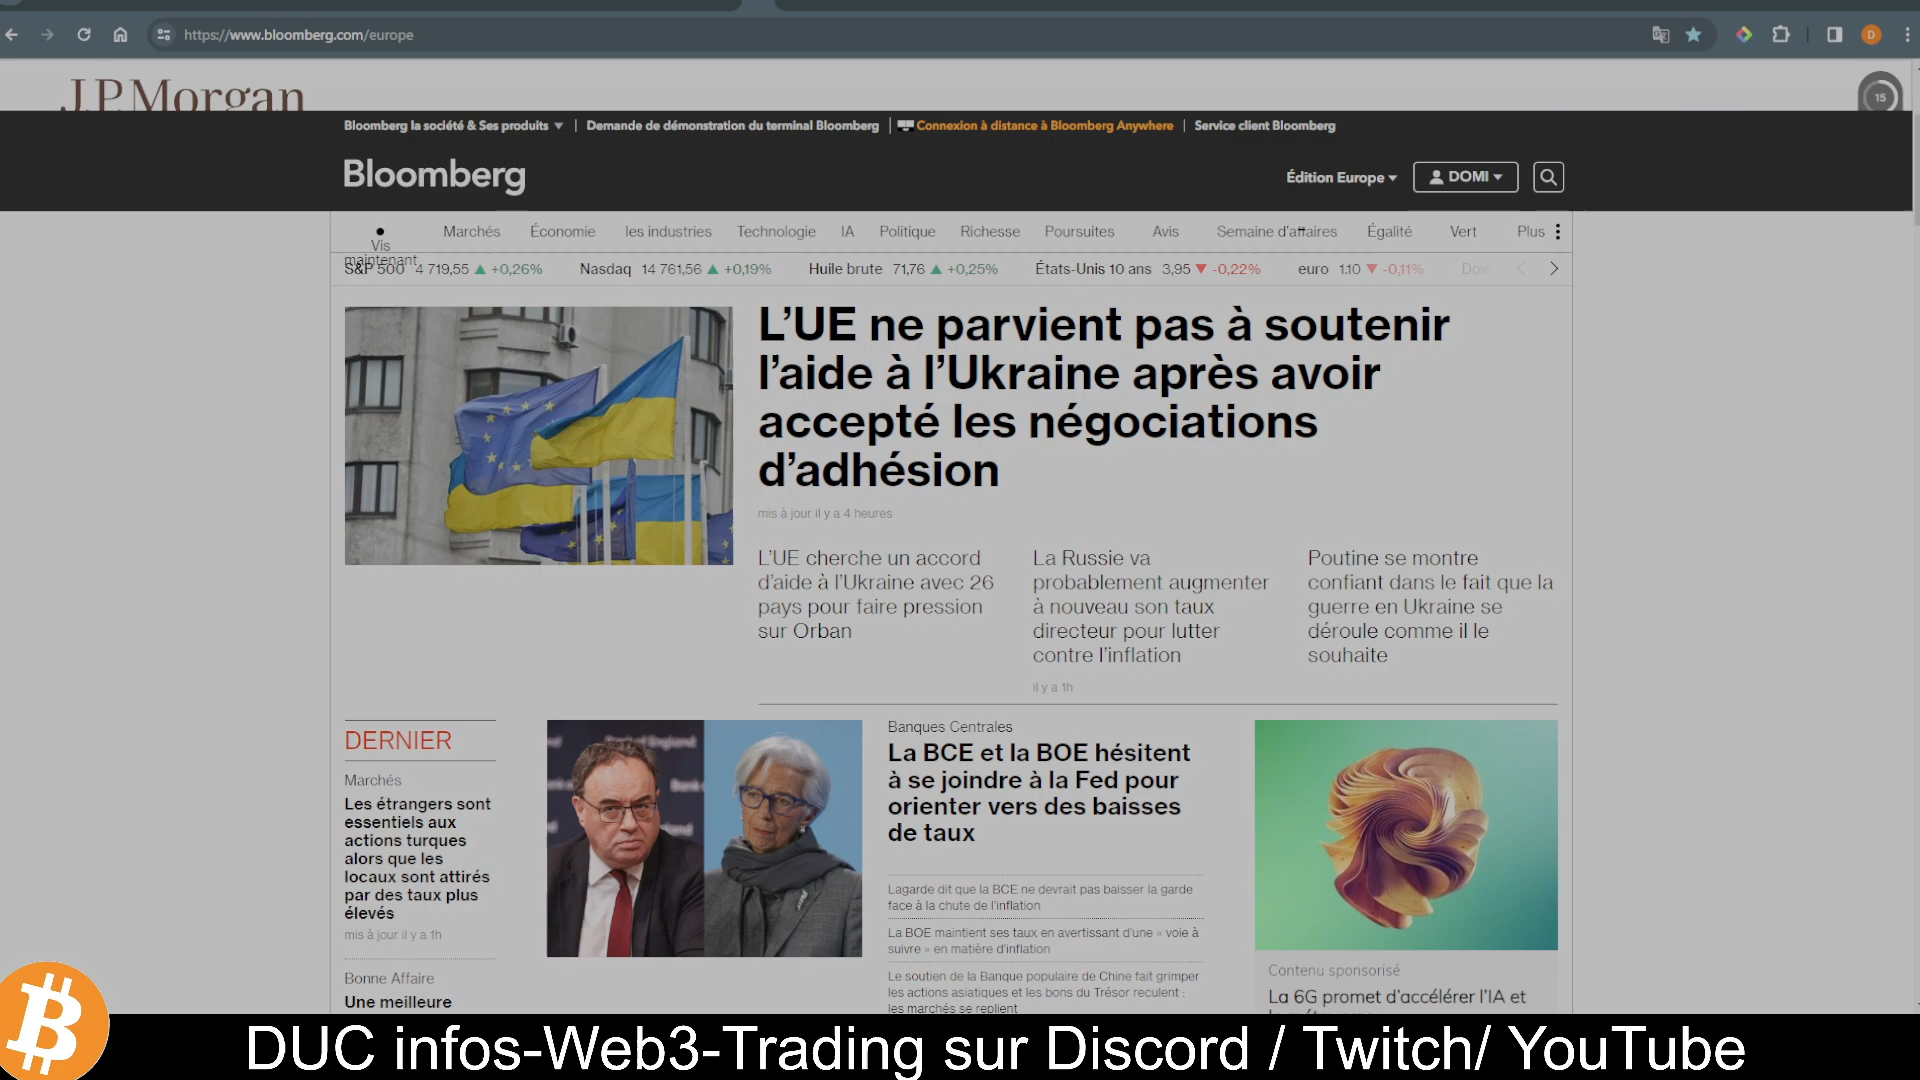 https://www.bloomberg.com/europe
D
J.P.Morgan
15
Bloomberg la société & Ses produits
Demande de démonstration du terminal Bloomberg
Connexion à distance à Bloomberg Anywhere
Service client Bloomberg
Bloomberg
Édition Europe
DOMI
Vis
maintenant
Marchés
Économie
les industries
Technologie
IA
Politique
Richesse
Poursuites
Avis
Semaine d'affaires
Égalité
Vert
Plus
S&P 500 4 719,55 ▲ +0,26%
Nasdaq 14 761,56 ▲ +0,19%
Huile brute 71,76 ▲ +0,25%
États-Unis 10 ans 3,95 ▼ -0,22%
euro 1.10 ▼ -0,11%
L'UE ne parvient pas à soutenir
l'aide à l'Ukraine après avoir
accepté les négociations
d'adhésion
mis à jour il y a 4 heures
L'UE cherche un accord
d'aide à l'Ukraine avec 26
pays pour faire pression
sur Orban
La Russie va
probablement augmenter
à nouveau son taux
directeur pour lutter
contre l'inflation
il y a 1h
Poutine se montre
confiant dans le fait que la
guerre en Ukraine se
déroule comme il le
souhaite
DERNIER
Marchés
Les étrangers sont
essentiels aux
actions turques
alors que les
locaux sont attirés
par des taux plus
élevés
mis à jour il y a 1h
Bonne Affaire
Une meilleure
Banques Centrales
La BCE et la BOE hésitent
à se joindre à la Fed pour
orienter vers des baisses
de taux
Lagarde dit que la BCE ne devrait pas baisser la garde
face à la chute de l'inflation
La BOE maintient ses taux en avertissant d'une « voie à
suivre » en matière d'inflation
Le soutien de la Banque populaire de Chine fait grimper
les actions asiatiques et les bons du Trésor reculent :
les marchés se replient
Contenu sponsorisé
La 6G promet d'accélérer l'IA et
DUC infos-Web3-Trading sur Discord / Twitch/ YouTube